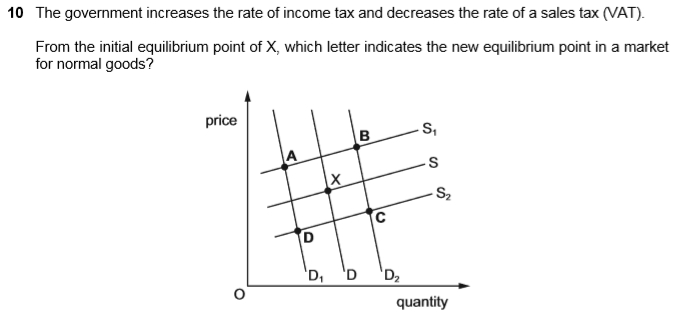 10 The government increases the rate of income tax and decreases the rate of a sales tax (VAT).
From the initial equilibrium point of X, which letter indicates the new equilibrium point in a market
for normal goods?
price
B
S₁
A
S
X
S₂
C
D
D₁
D
D₂
O
quantity